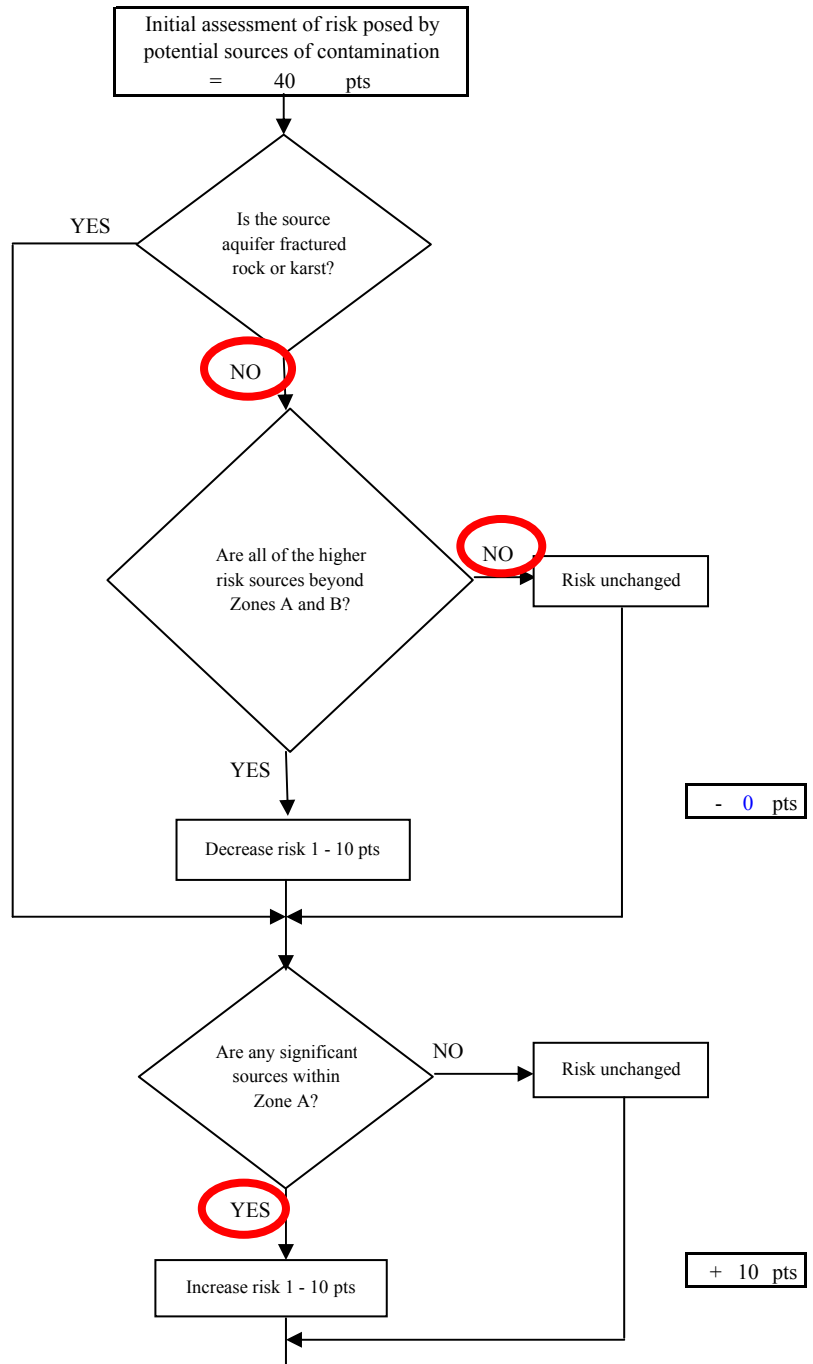 Initial assessment of risk posed by
potential sources of contamination
= 40 pts
YES
Is the source
aquifer fractured
rock or karst?
NO
Are all of the higher
risk sources beyond
Zones A and B?
NO
Risk unchanged
YES
- 0 pts
Decrease risk 1 - 10 pts
Are any significant
sources within
Zone A?
NO
Risk unchanged
YES
+ 10 pts
Increase risk 1 - 10 pts